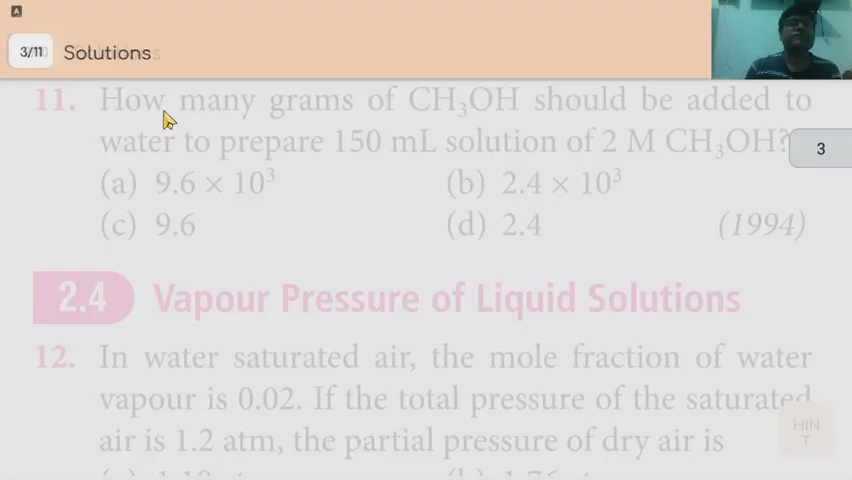 A
3/11 Solutions
11. How many grams of CH₃OH should be added to
water to prepare 150 mL solution of 2 M CH₃OH?
3
(a) 9.6 × 10³ (b) 2.4 × 10³
(c) 9.6 (d) 2.4 (1994)
2.4 Vapour Pressure of Liquid Solutions
12. In water saturated air, the mole fraction of water
vapour is 0.02. If the total pressure of the saturated
air is 1.2 atm, the partial pressure of dry air is
HIN
T